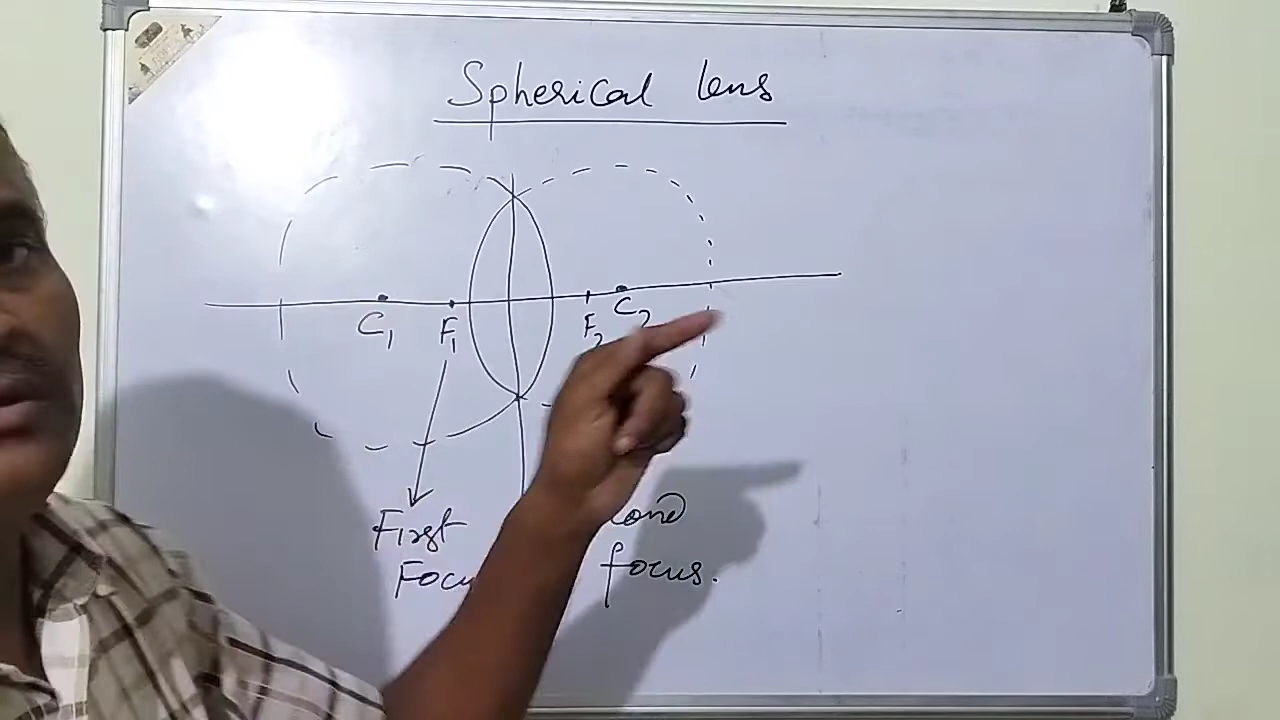 Spherical lens
C₁ F₁ F₂ C₂
First
Focu
cond
focus.